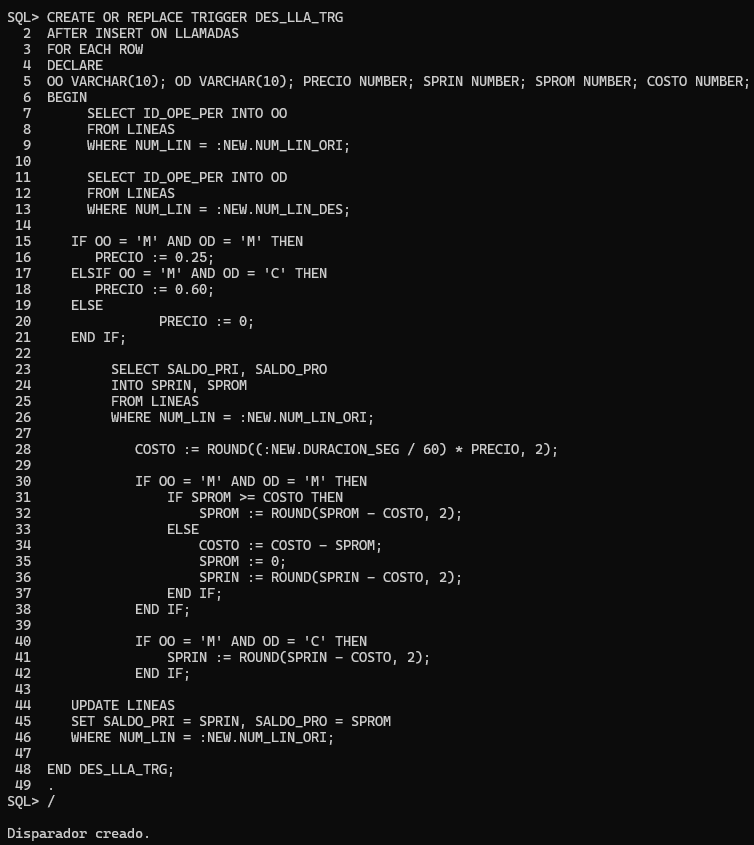 SQL> CREATE OR REPLACE TRIGGER DES_LLA_TRG
  2  AFTER INSERT ON LLAMADAS
  3  FOR EACH ROW
  4  DECLARE
  5  OO VARCHAR(10); OD VARCHAR(10); PRECIO NUMBER; SPRIN NUMBER; SPROM NUMBER; COSTO NUMBER;
  6  BEGIN
  7       SELECT ID_OPE_PER INTO OO
  8       FROM LINEAS
  9       WHERE NUM_LIN = :NEW.NUM_LIN_ORI;
 10
 11       SELECT ID_OPE_PER INTO OD
 12       FROM LINEAS
 13       WHERE NUM_LIN = :NEW.NUM_LIN_DES;
 14
 15     IF OO = 'M' AND OD = 'M' THEN
 16        PRECIO := 0.25;
 17     ELSIF OO = 'M' AND OD = 'C' THEN
 18        PRECIO := 0.60;
 19     ELSE
 20                PRECIO := 0;
 21     END IF;
 22
 23          SELECT SALDO_PRI, SALDO_PRO
 24          INTO SPRIN, SPROM
 25          FROM LINEAS
 26          WHERE NUM_LIN = :NEW.NUM_LIN_ORI;
 27
 28             COSTO := ROUND((:NEW.DURACION_SEG / 60) * PRECIO, 2);
 29
 30             IF OO = 'M' AND OD = 'M' THEN
 31                 IF SPROM >= COSTO THEN
 32                     SPROM := ROUND(SPROM - COSTO, 2);
 33                 ELSE
 34                     COSTO := COSTO - SPROM;
 35                     SPROM := 0;
 36                     SPRIN := ROUND(SPRIN - COSTO, 2);
 37                 END IF;
 38             END IF;
 39
 40             IF OO = 'M' AND OD = 'C' THEN
 41                 SPRIN := ROUND(SPRIN - COSTO, 2);
 42             END IF;
 43
 44     UPDATE LINEAS
 45     SET SALDO_PRI = SPRIN, SALDO_PRO = SPROM
 46     WHERE NUM_LIN = :NEW.NUM_LIN_ORI;
 47
 48  END DES_LLA_TRG;
 49  .
SQL> /
Disparador creado.